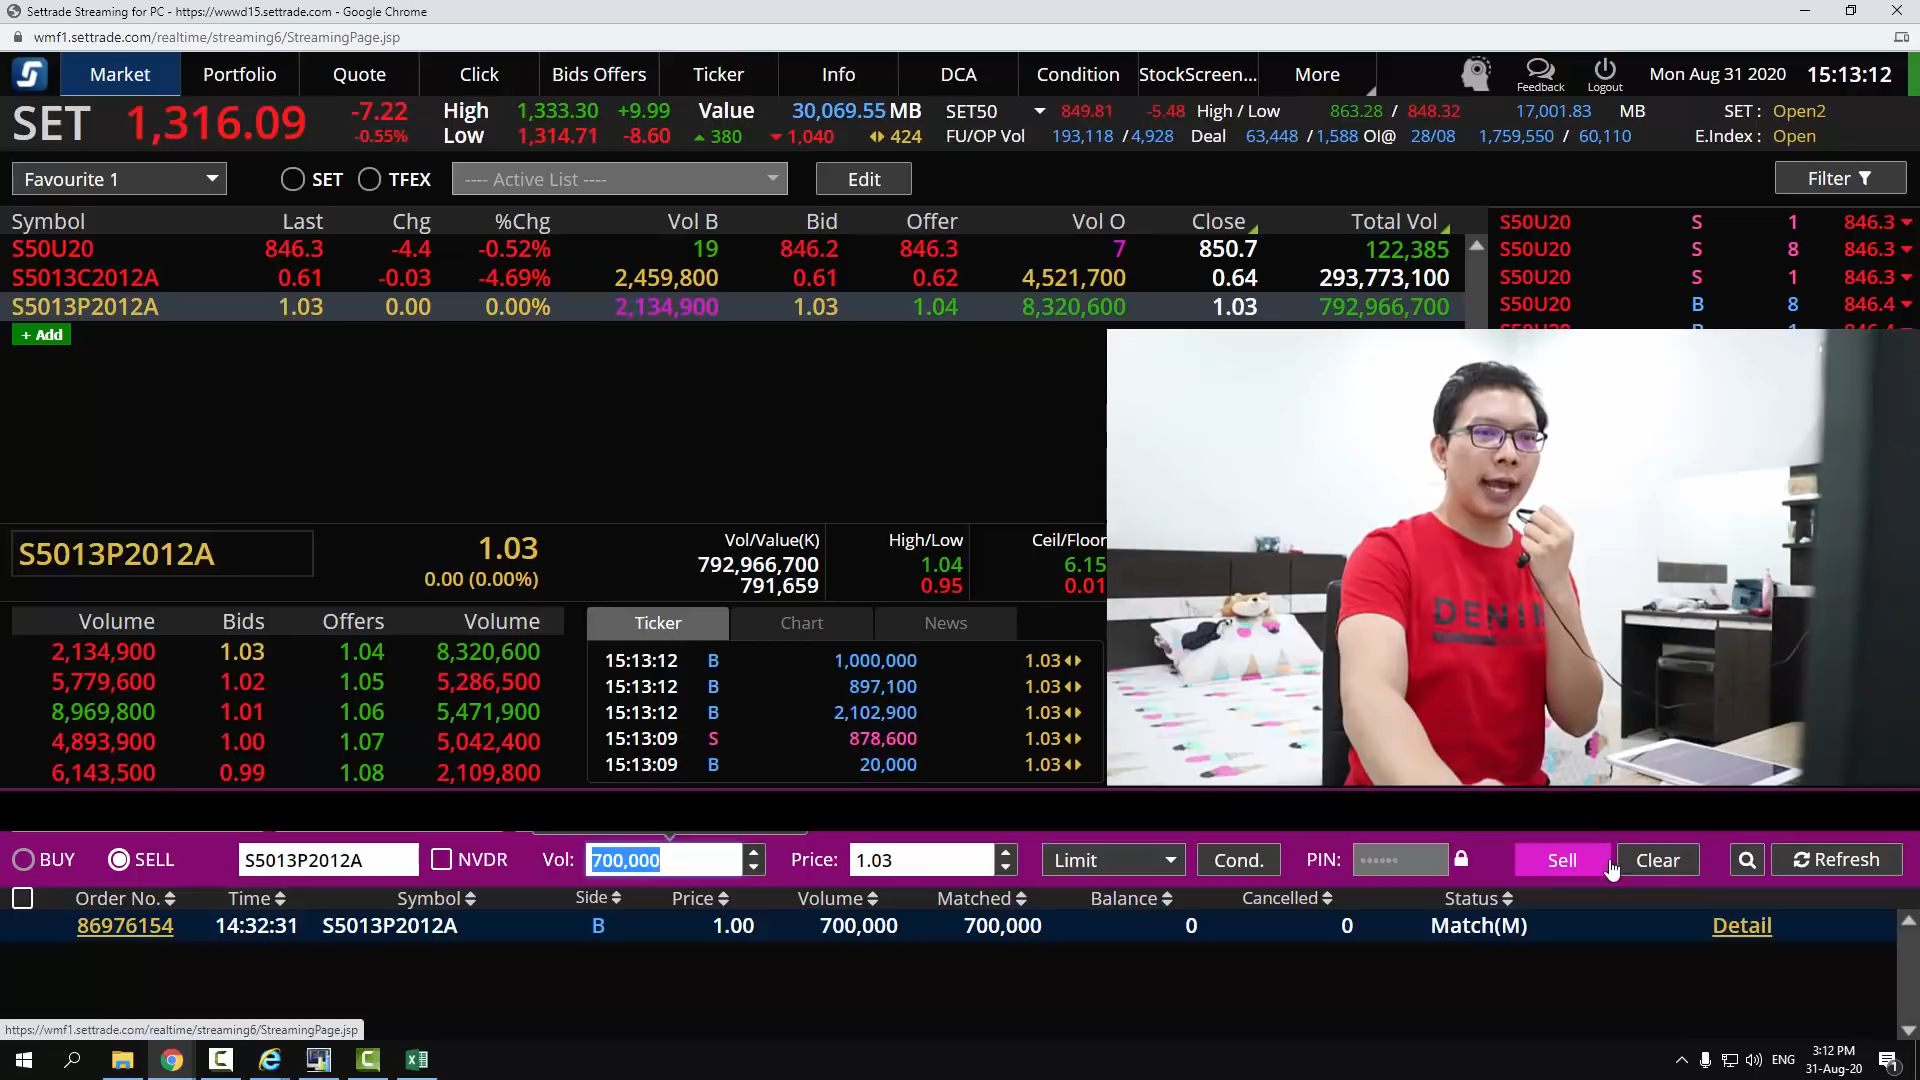 Settrade Streaming for PC - https://wwwd15.settrade.com - Google Chrome
wmf1.settrade.com/realtime/streaming6/StreamingPage.jsp
Market Portfolio Quote Click Bids Offers Ticker Info DCA Condition StockScreen... More Feedback Logout Mon Aug 31 2020 15:13:12
SET 1,316.09 -7.22 -0.55%
High 1,333.30 +9.99 Value 30,069.55 MB SET50 849.81 -5.48 High / Low 863.28 / 848.32 17,001.83 MB SET : Open2
Low 1,314.71 -8.60 380 1,040 424 FU/OP Vol 193,118 / 4,928 Deal 63,448 / 1,588 OI@ 28/08 1,759,550 / 60,110 E.Index : Open
Favourite 1 SET TFEX ---- Active List ---- Edit Filter
Symbol Last Chg %Chg Vol B Bid Offer Vol O Close Total Vol S50U20 S 1 846.3
S50U20 846.3 -4.4 -0.52% 19 846.2 846.3 7 850.7 122,385 S50U20 S 8 846.3
S5013C2012A 0.61 -0.03 -4.69% 2,459,800 0.61 0.62 4,521,700 0.64 293,773,100 S50U20 S 1 846.3
S5013P2012A 1.03 0.00 0.00% 2,134,900 1.03 1.04 8,320,600 1.03 792,966,700 S50U20 B 8 846.4
+ Add
S5013P2012A 1.03 0.00 (0.00%)
Vol/Value(K) High/Low Ceil/Floor
792,966,700 1.04 6.15
791,659 0.95 0.01
Volume Bids Offers Volume
2,134,900 1.03 1.04 8,320,600
5,779,600 1.02 1.05 5,286,500
8,969,800 1.01 1.06 5,471,900
4,893,900 1.00 1.07 5,042,400
6,143,500 0.99 1.08 2,109,800
Ticker Chart News
15:13:12 B 1,000,000 1.03
15:13:12 B 897,100 1.03
15:13:12 B 2,102,900 1.03
15:13:09 S 878,600 1.03
15:13:09 B 20,000 1.03
DENIM
BUY SELL S5013P2012A NVDR Vol: 700,000 Price: 1.03 Limit Cond. PIN: •••••• Sell Clear Refresh
Order No. Time Symbol Side Price Volume Matched Balance Cancelled Status
86976154 14:32:31 S5013P2012A B 1.00 700,000 700,000 0 0 Match(M) Detail
https://wmf1.settrade.com/realtime/streaming6/StreamingPage.jsp
ENG 3:12 PM
31-Aug-20 1